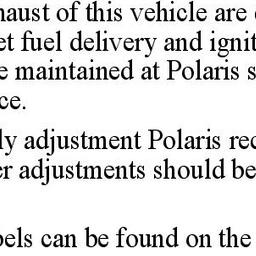 haust of this vehicle are
et fuel delivery and ignit
e maintained at Polaris s
ce.
ly adjustment Polaris rec
er adjustments should be
bels can be found on the